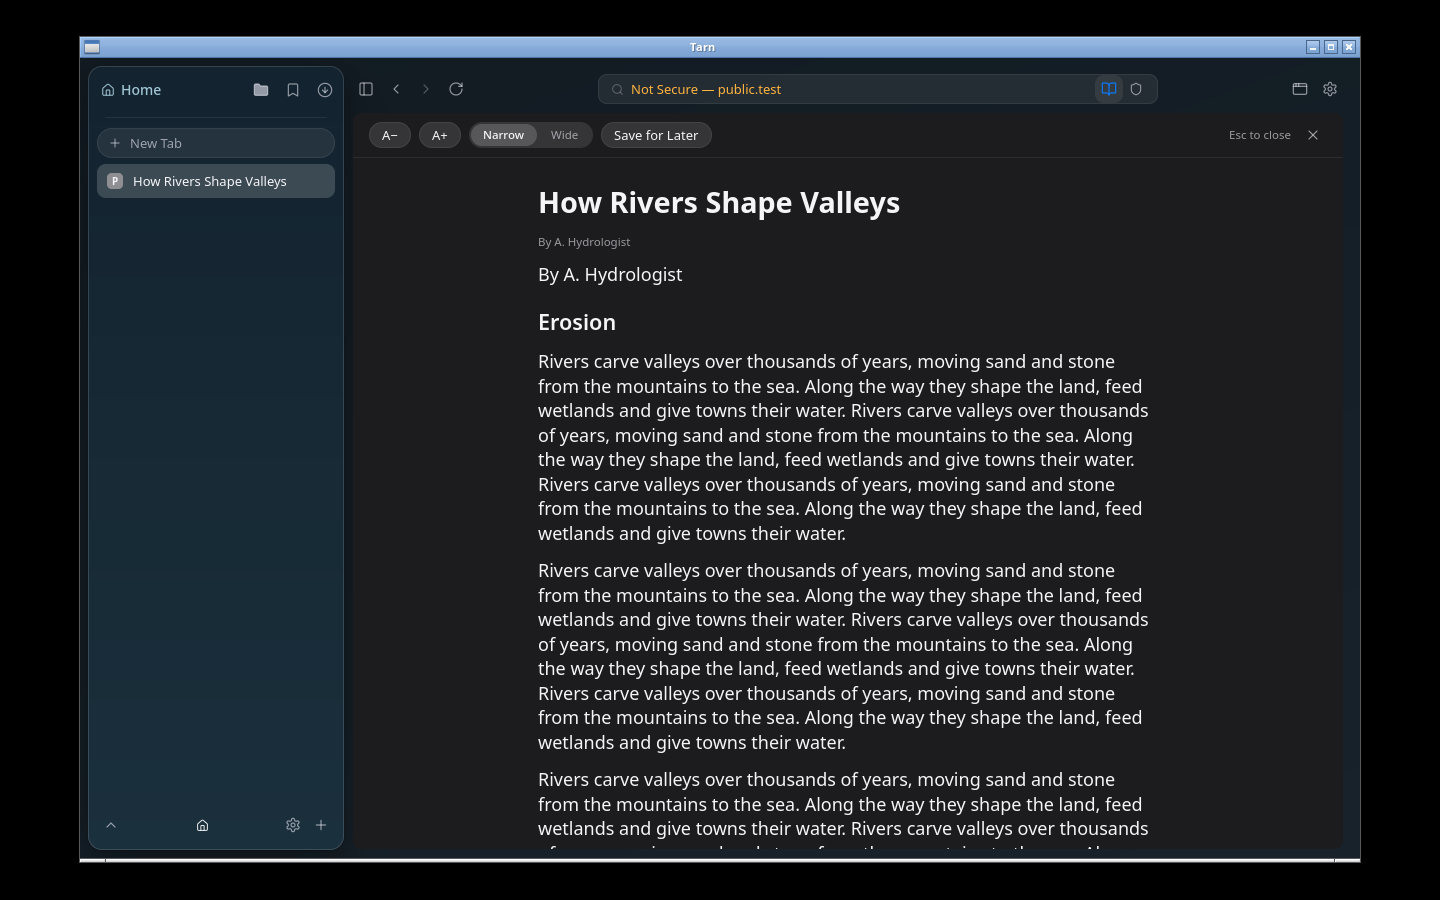 Tarn
Home
Not Secure — public.test
New Tab
P How Rivers Shape Valleys
A− A+ Narrow Wide Save for Later Esc to close
How Rivers Shape Valleys
By A. Hydrologist
By A. Hydrologist
Erosion
Rivers carve valleys over thousands of years, moving sand and stone
from the mountains to the sea. Along the way they shape the land, feed
wetlands and give towns their water. Rivers carve valleys over thousands
of years, moving sand and stone from the mountains to the sea. Along
the way they shape the land, feed wetlands and give towns their water.
Rivers carve valleys over thousands of years, moving sand and stone
from the mountains to the sea. Along the way they shape the land, feed
wetlands and give towns their water.
Rivers carve valleys over thousands of years, moving sand and stone
from the mountains to the sea. Along the way they shape the land, feed
wetlands and give towns their water. Rivers carve valleys over thousands
of years, moving sand and stone from the mountains to the sea. Along
the way they shape the land, feed wetlands and give towns their water.
Rivers carve valleys over thousands of years, moving sand and stone
from the mountains to the sea. Along the way they shape the land, feed
wetlands and give towns their water.
Rivers carve valleys over thousands of years, moving sand and stone
from the mountains to the sea. Along the way they shape the land, feed
wetlands and give towns their water. Rivers carve valleys over thousands